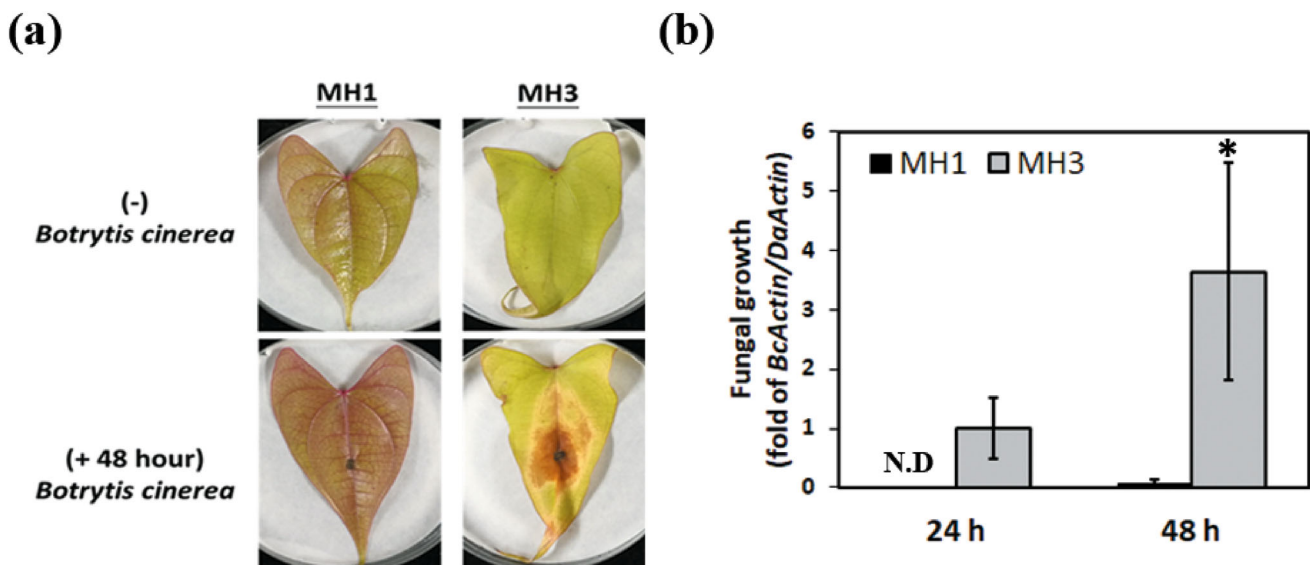 (a)
MH1 MH3
(-)
Botrytis cinerea
(+ 48 hour)
Botrytis cinerea
(b)
Fungal growth
(fold of BcActin/DaActin)
6
5
4
3
2
1
0
MH1 MH3
*
N.D
24 h 48 h